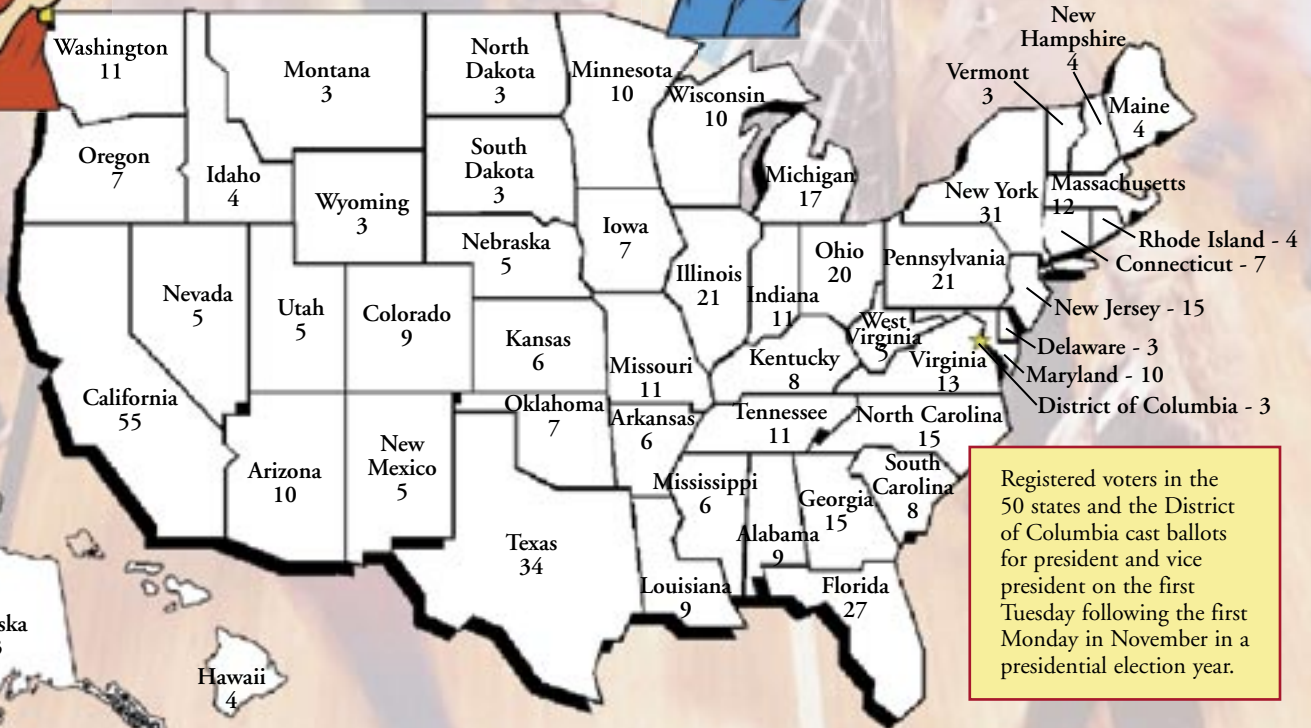 New
Hampshire
4
Vermont
3
Maine
4
Washington
11
Montana
3
North
Dakota
3
Minnesota
10
Wisconsin
10
Oregon
7
Idaho
4
Wyoming
3
South
Dakota
3
Michigan
17
New York
31
Massachusetts
12
Rhode Island - 4
Connecticut - 7
Nebraska
5
Iowa
7
Illinois
21
Indiana
11
Ohio
20
Pennsylvania
21
New Jersey - 15
Nevada
5
Utah
5
Colorado
9
Kansas
6
Missouri
11
Kentucky
8
West
Virginia
5
Virginia
13
Delaware - 3
Maryland - 10
District of Columbia - 3
California
55
Arizona
10
New
Mexico
5
Oklahoma
7
Arkansas
6
Tennessee
11
North Carolina
15
South
Carolina
8
Mississippi
6
Alabama
9
Georgia
15
Texas
34
Louisiana
9
Florida
27
ska
Hawaii
4
Registered voters in the
50 states and the District
of Columbia cast ballots
for president and vice
president on the first
Tuesday following the first
Monday in November in a
presidential election year.